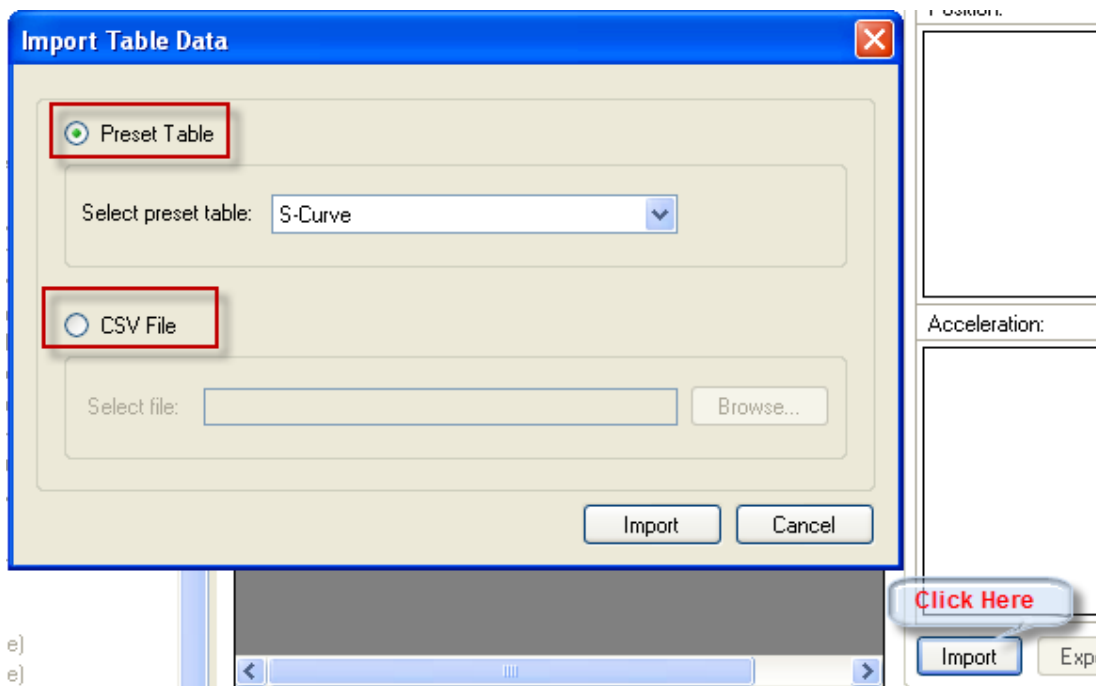 Import Table Data
Preset Table
Select preset table: S-Curve
CSV File
Select file: Browse...
Import Cancel
Position:
Acceleration:
Click Here
Import
e)
e)